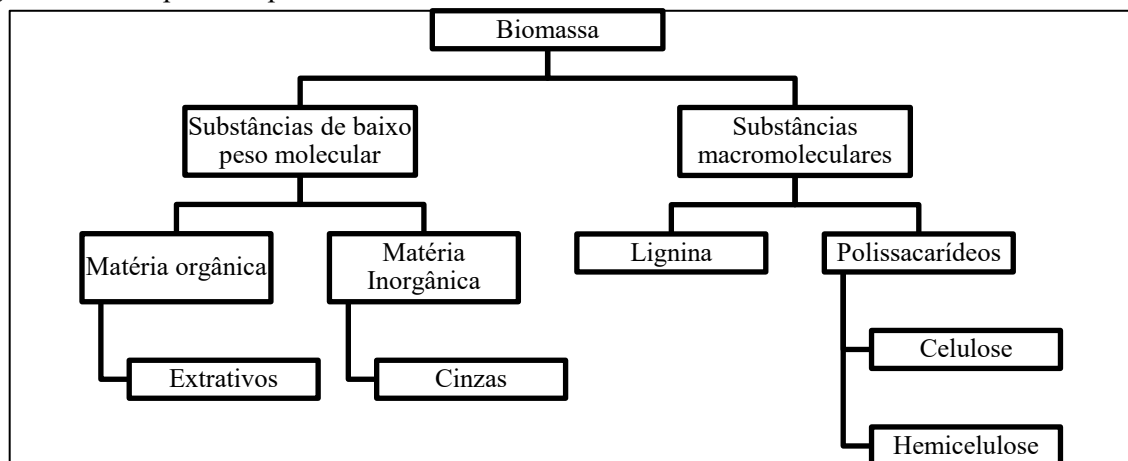 Biomassa
Substâncias de baixo
peso molecular
Substâncias
macromoleculares
Matéria orgânica
Matéria
Inorgânica
Lignina
Polissacarídeos
Extrativos
Cinzas
Celulose
Hemicelulose